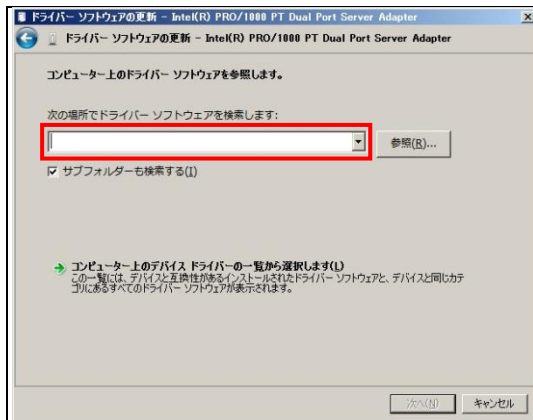 ドライバー ソフトウェアの更新 - Intel(R) PRO/1000 PT Dual Port Server Adapter
ドライバー ソフトウェアの更新 - Intel(R) PRO/1000 PT Dual Port Server Adapter
コンピューター上のドライバー ソフトウェアを参照します。
次の場所でドライバー ソフトウェアを検索します:
参照(R)...
サブフォルダーも検索する(I)
コンピューター上のデバイス ドライバーの一覧から選択します(L)
この一覧には、デバイスと互換性があるインストールされたドライバー ソフトウェアと、デバイスと同じカテ
ゴリにあるすべてのドライバー ソフトウェアが表示されます。
次へ(N)
キャンセル